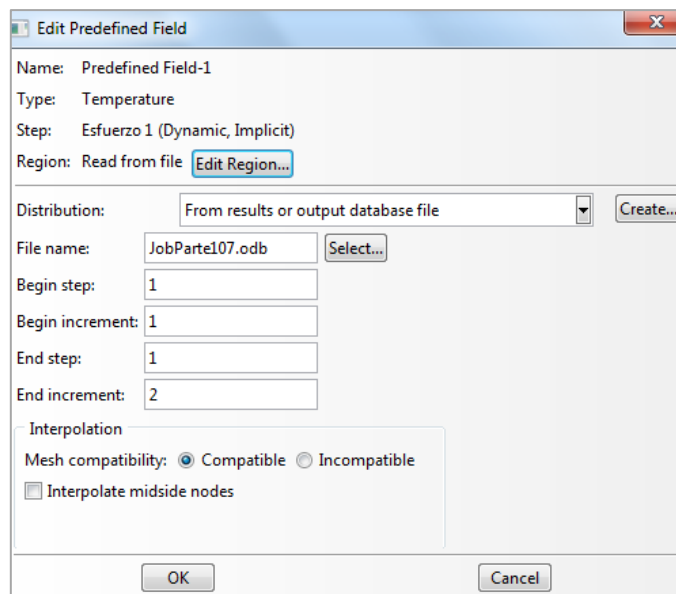 Edit Predefined Field
Name: Predefined Field-1
Type: Temperature
Step: Esfuerzo 1 (Dynamic, Implicit)
Region: Read from file Edit Region...
Distribution: From results or output database file Create...
File name: JobParte107.odb Select...
Begin step: 1
Begin increment: 1
End step: 1
End increment: 2
Interpolation
Mesh compatibility: Compatible Incompatible
Interpolate midside nodes
OK Cancel